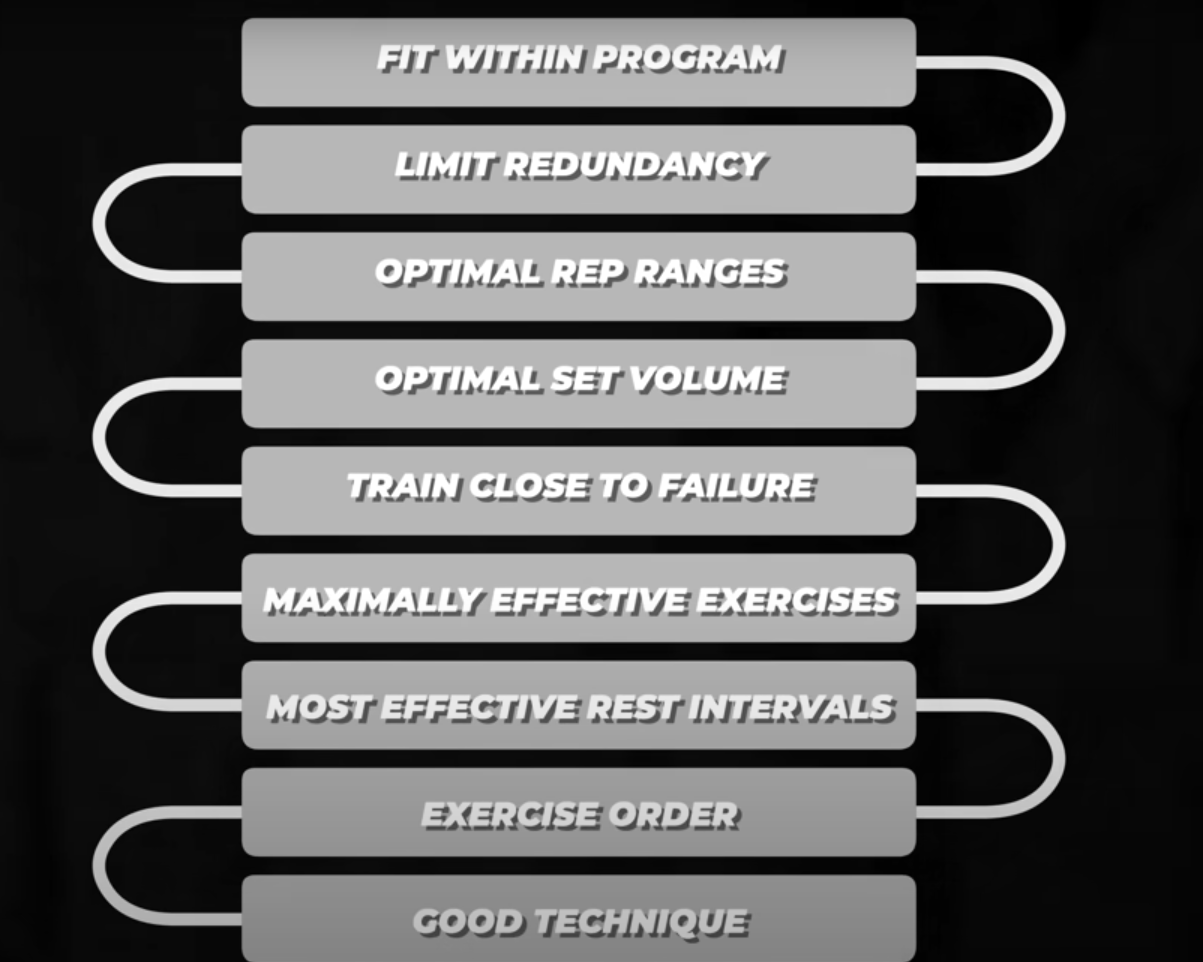 FIT WITHIN PROGRAM
LIMIT REDUNDANCY
OPTIMAL REP RANGES
OPTIMAL SET VOLUME
TRAIN CLOSE TO FAILURE
MAXIMALLY EFFECTIVE EXERCISES
MOST EFFECTIVE REST INTERVALS
EXERCISE ORDER
GOOD TECHNIQUE